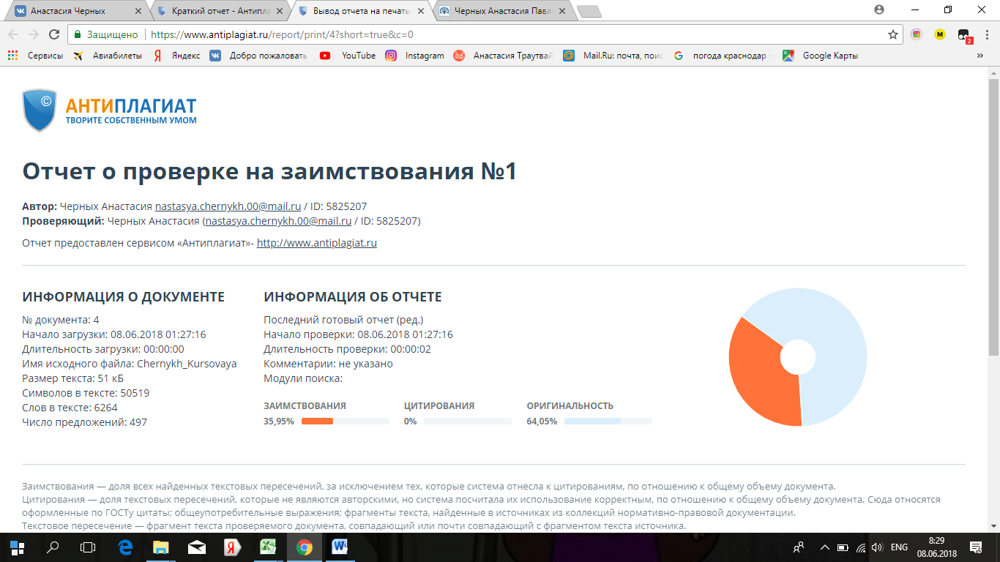 Анастасия Черных
Краткий отчет - Антипла
Вывод отчета на печать
Черных Анастасия Павл
Защищено
https://www.antiplagiat.ru/report/print/4?short=true&c=0
M
2
Сервисы
Авиабилеты
Яндекс
Добро пожаловать
YouTube
Instagram
Анастасия Траутвай
Mail.Ru: почта, поис
погода краснодар -
Google Карты
»
©
АНТИПЛАГИАТ
ТВОРИТЕ СОБСТВЕННЫМ УМОМ
Отчет о проверке на заимствования №1
Автор: Черных Анастасия nastasya.chernykh.00@mail.ru / ID: 5825207
Проверяющий: Черных Анастасия (nastasya.chernykh.00@mail.ru / ID: 5825207)
Отчет предоставлен сервисом «Антиплагиат»- http://www.antiplagiat.ru
ИНФОРМАЦИЯ О ДОКУМЕНТЕ
№ документа: 4
Начало загрузки: 08.06.2018 01:27:16
Длительность загрузки: 00:00:00
Имя исходного файла: Chernykh_Kursovaya
Размер текста: 51 кБ
Символов в тексте: 50519
Слов в тексте: 6264
Число предложений: 497
ИНФОРМАЦИЯ ОБ ОТЧЕТЕ
Последний готовый отчет (ред.)
Начало проверки: 08.06.2018 01:27:16
Длительность проверки: 00:00:02
Комментарии: не указано
Модули поиска:
ЗАИМСТВОВАНИЯ
35,95%
ЦИТИРОВАНИЯ
0%
ОРИГИНАЛЬНОСТЬ
64,05%
Заимствования — доля всех найденных текстовых пересечений, за исключением тех, которые система отнесла к цитированиям, по отношению к общему объему документа.
Цитирования — доля текстовых пересечений, которые не являются авторскими, но система посчитала их использование корректным, по отношению к общему объему документа. Сюда относятся
оформленные по ГОСТу цитаты; общеупотребительные выражения; фрагменты текста, найденные в источниках из коллекций нормативно-правовой документации.
Текстовое пересечение — фрагмент текста проверяемого документа, совпадающий или почти совпадающий с фрагментом текста источника.
ENG
8:29
08.06.2018